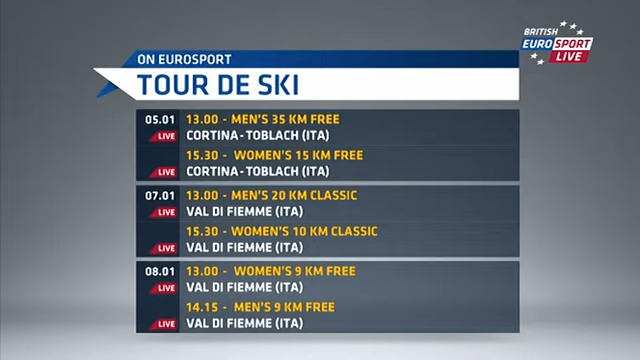 BRITISH
EUROSPORT
LIVE
ON EUROSPORT
TOUR DE SKI
05.01 13.00 - MEN'S 35 KM FREE
LIVE CORTINA - TOBLACH (ITA)
15.30 - WOMEN'S 15 KM FREE
LIVE CORTINA - TOBLACH (ITA)
07.01 13.00 - MEN'S 20 KM CLASSIC
LIVE VAL DI FIEMME (ITA)
15.30 - WOMEN'S 10 KM CLASSIC
LIVE VAL DI FIEMME (ITA)
08.01 13.00 - WOMEN'S 9 KM FREE
LIVE VAL DI FIEMME (ITA)
14.15 - MEN'S 9 KM FREE
LIVE VAL DI FIEMME (ITA)